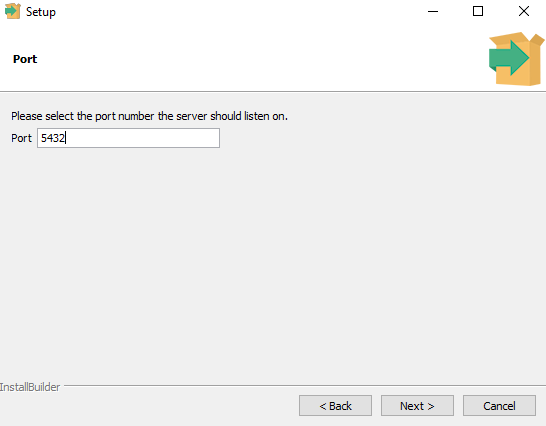 Setup
Port
Please select the port number the server should listen on.
Port 5432
InstallBuilder
< Back Next > Cancel